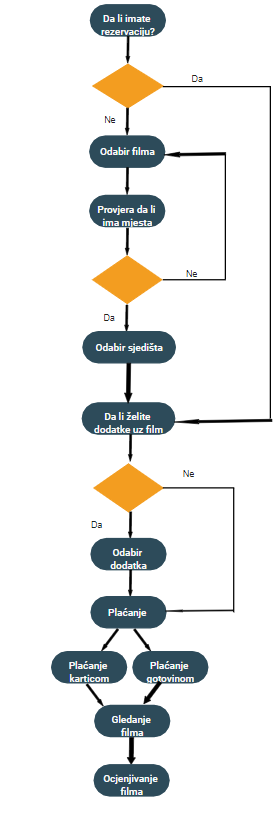 Da li imate
rezervaciju?
Da
Ne
Odabir filma
Provjera da li
ima mjesta
Ne
Da
Odabir sjedišta
Da li želite
dodatke uz film
Ne
Da
Odabir
dodatka
Plaćanje
Plaćanje
karticom
Plaćanje
gotovinom
Gledanje
filma
Ocjenjivanje
filma